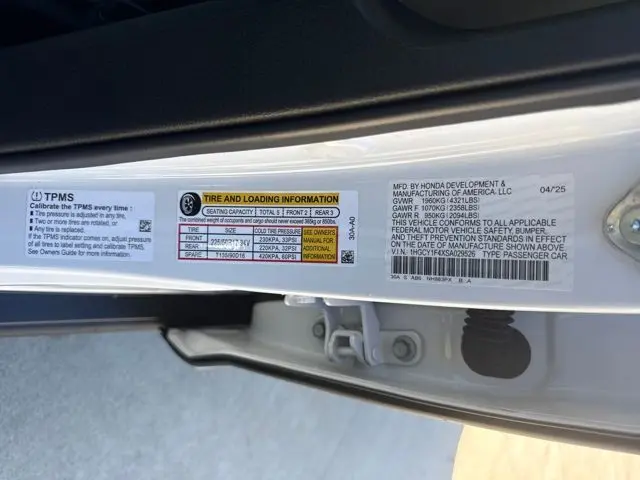 TPMS
Calibrate the TPMS every time :
Tire pressure is adjusted in any tire,
Two or more tires are rotated, or
Any tire is replaced.
If the TPMS indicator comes on, adjust pressure
of all tires to label setting and calibrate TPMS.
See Owners Guide for more info.
TIRE AND LOADING INFORMATION
SEATING CAPACITY TOTAL 5 FRONT 2 REAR 3
The combined weight of occupants and cargo should never exceed 385kg or 850lbs.
TIRE SIZE COLD TIRE PRESSURE
FRONT 230KPA, 33PSI
REAR 220KPA, 32PSI
SPARE T135/90D16 420KPA, 60PSI
SEE OWNERS
MANUAL FOR
ADDITIONAL
INFORMATION
30A-A0
MFD. BY HONDA DEVELOPMENT &
MANUFACTURING OF AMERICA. LLC 04/25
GVWR 1960KG(4321LBS)
GAWR F 1070KG(2359LBS)
GAWR R 950KG(2094LBS)
THIS VEHICLE CONFORMS TO ALL APPLICABLE
FEDERAL MOTOR VEHICLE SAFETY, BUMPER,
AND THEFT PREVENTION STANDARDS IN EFFECT
ON THE DATE OF MANUFACTURE SHOWN ABOVE.
V.I.N. : 1HGCY1F4XSA029526 TYPE PASSENGER CAR
30A S AB6 NH883PX B A